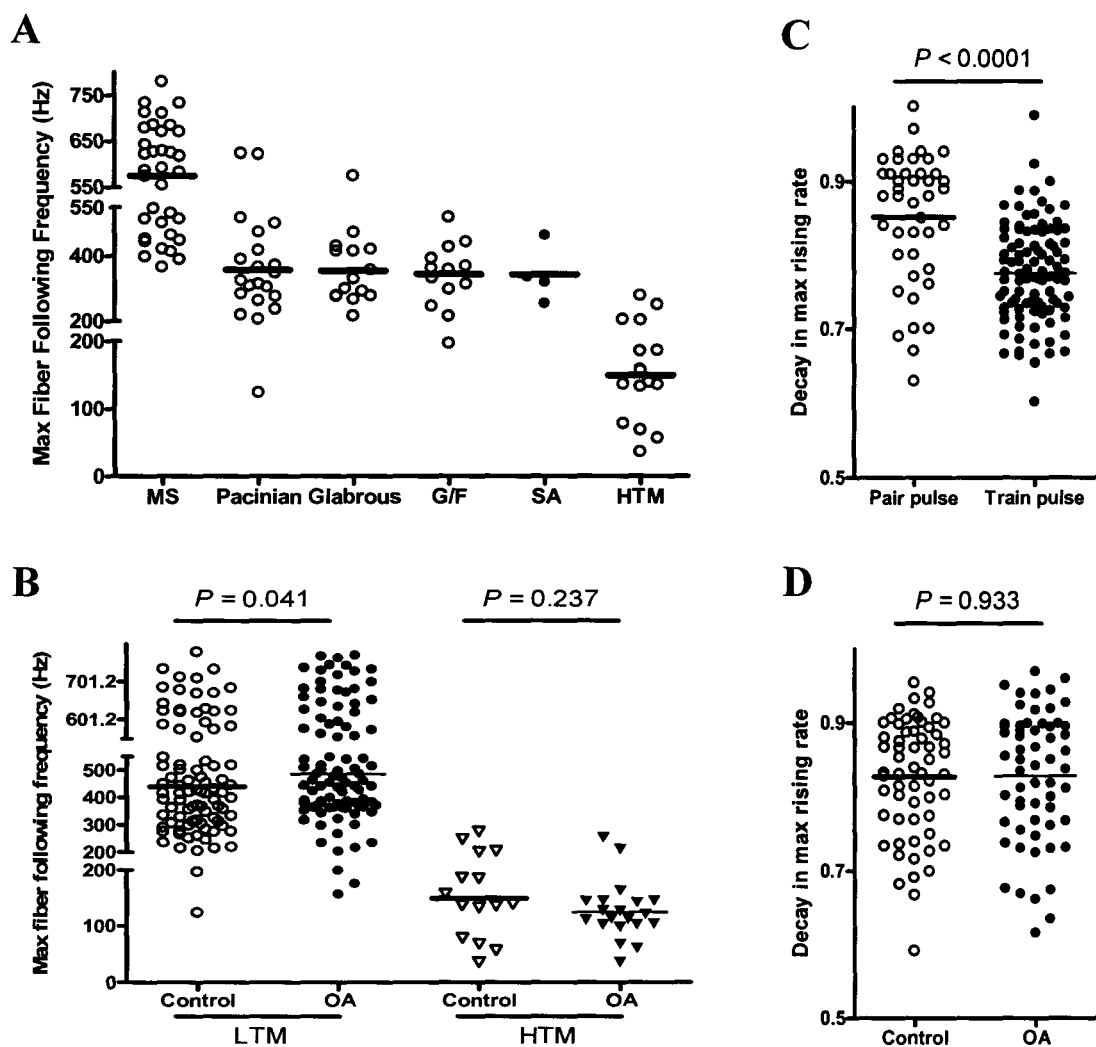 A
Max Fiber Following Frequency (Hz)
750
650
550
550
400
200
200
100
0
MS Pacinian Glabrous G/F SA HTM
C
P < 0.0001
Decay in max rising rate
0.9
0.7
0.5
Pair pulse Train pulse
B
P = 0.041 P = 0.237
Max fiber following frequency (Hz)
701.2
601.2
500
400
300
200
200
100
0
Control OA Control OA
LTM HTM
D
P = 0.933
Decay in max rising rate
0.9
0.7
0.5
Control OA